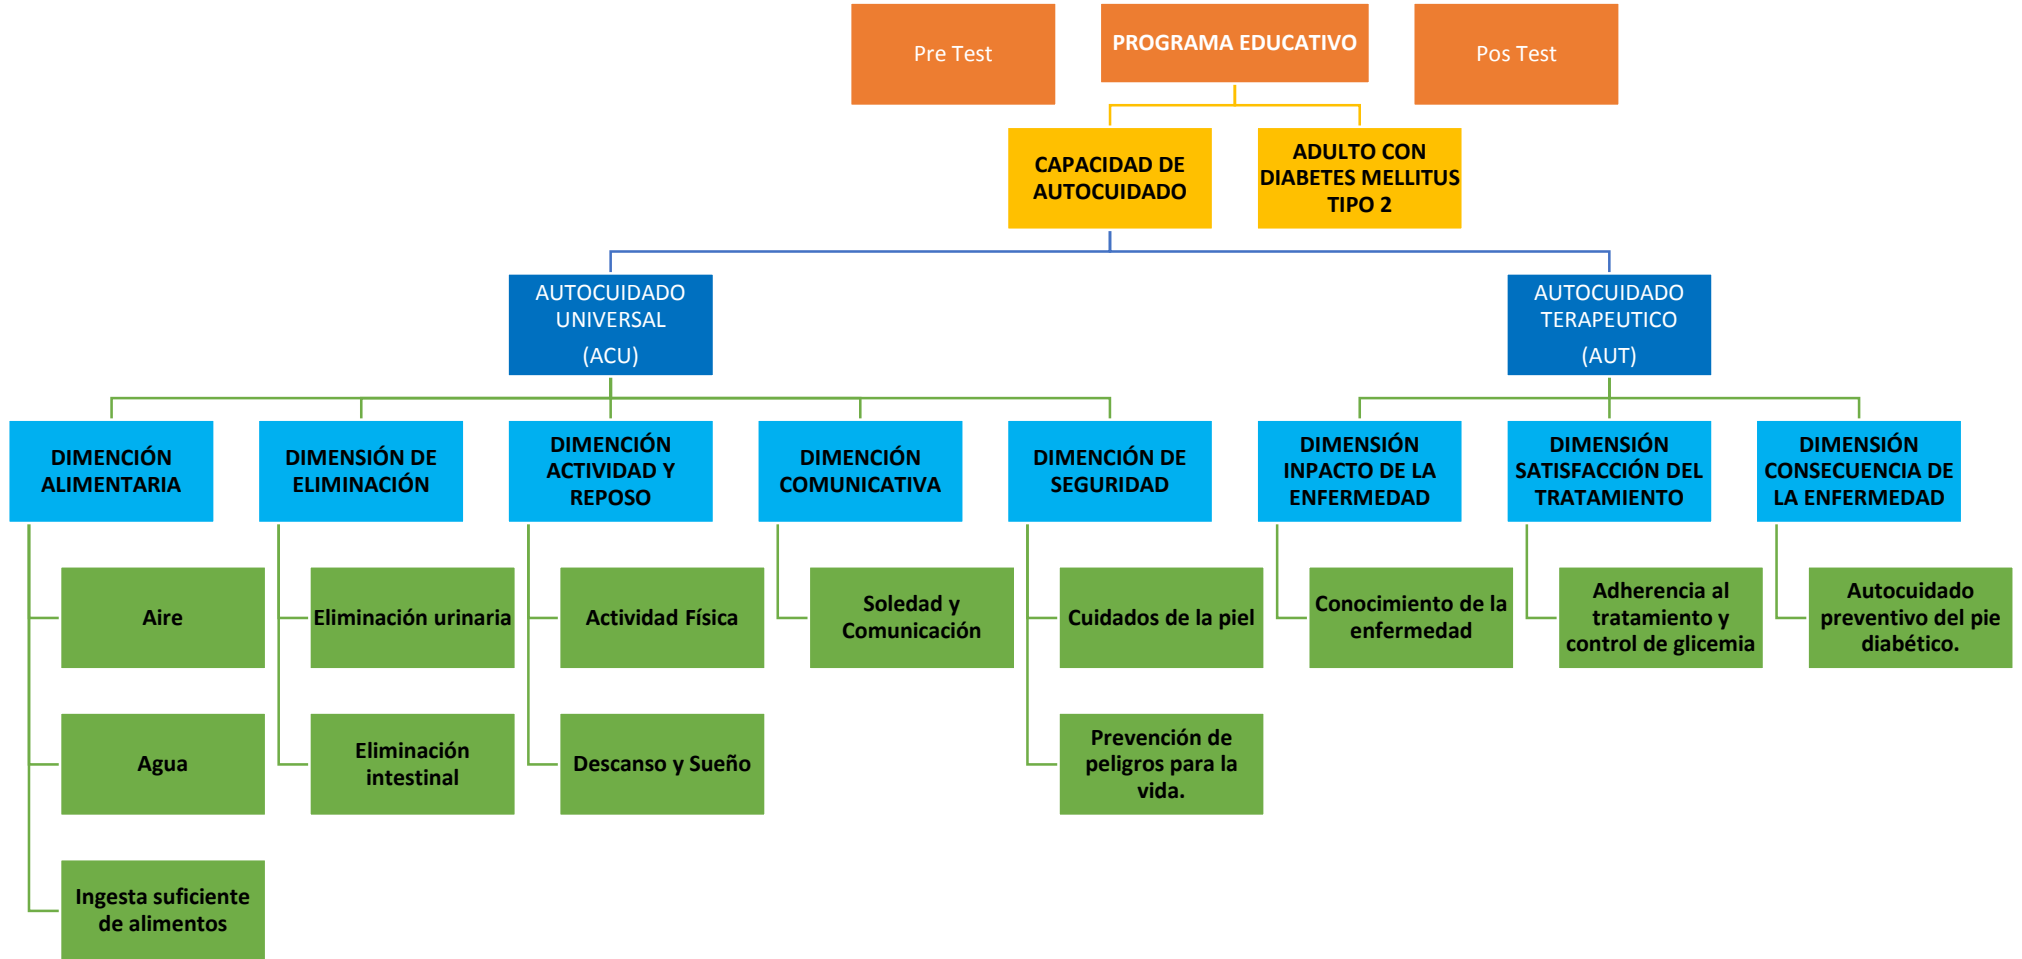 Pre Test
PROGRAMA EDUCATIVO
Pos Test
CAPACIDAD DE
AUTOCUIDADO
ADULTO CON
DIABETES MELLITUS
TIPO 2
AUTOCUIDADO
UNIVERSAL
(ACU)
AUTOCUIDADO
TERAPEUTICO
(AUT)
DIMENCIÓN
ALIMENTARIA
DIMENSIÓN DE
ELIMINACIÓN
DIMENCIÓN
ACTIVIDAD Y
REPOSO
DIMENCIÓN
COMUNICATIVA
DIMENCIÓN DE
SEGURIDAD
DIMENSIÓN
INPACTO DE LA
ENFERMEDAD
DIMENSIÓN
SATISFACCIÓN DEL
TRATAMIENTO
DIMENSIÓN
CONSECUENCIA DE
LA ENFERMEDAD
Aire
Eliminación urinaria
Actividad Física
Soledad y
Comunicación
Cuidados de la piel
Conocimiento de la
enfermedad
Adherencia al
tratamiento y
control de glicemia
Autocuidado
preventivo del pie
diabético.
Agua
Eliminación
intestinal
Descanso y Sueño
Prevención de
peligros para la
vida.
Ingesta suficiente
de alimentos